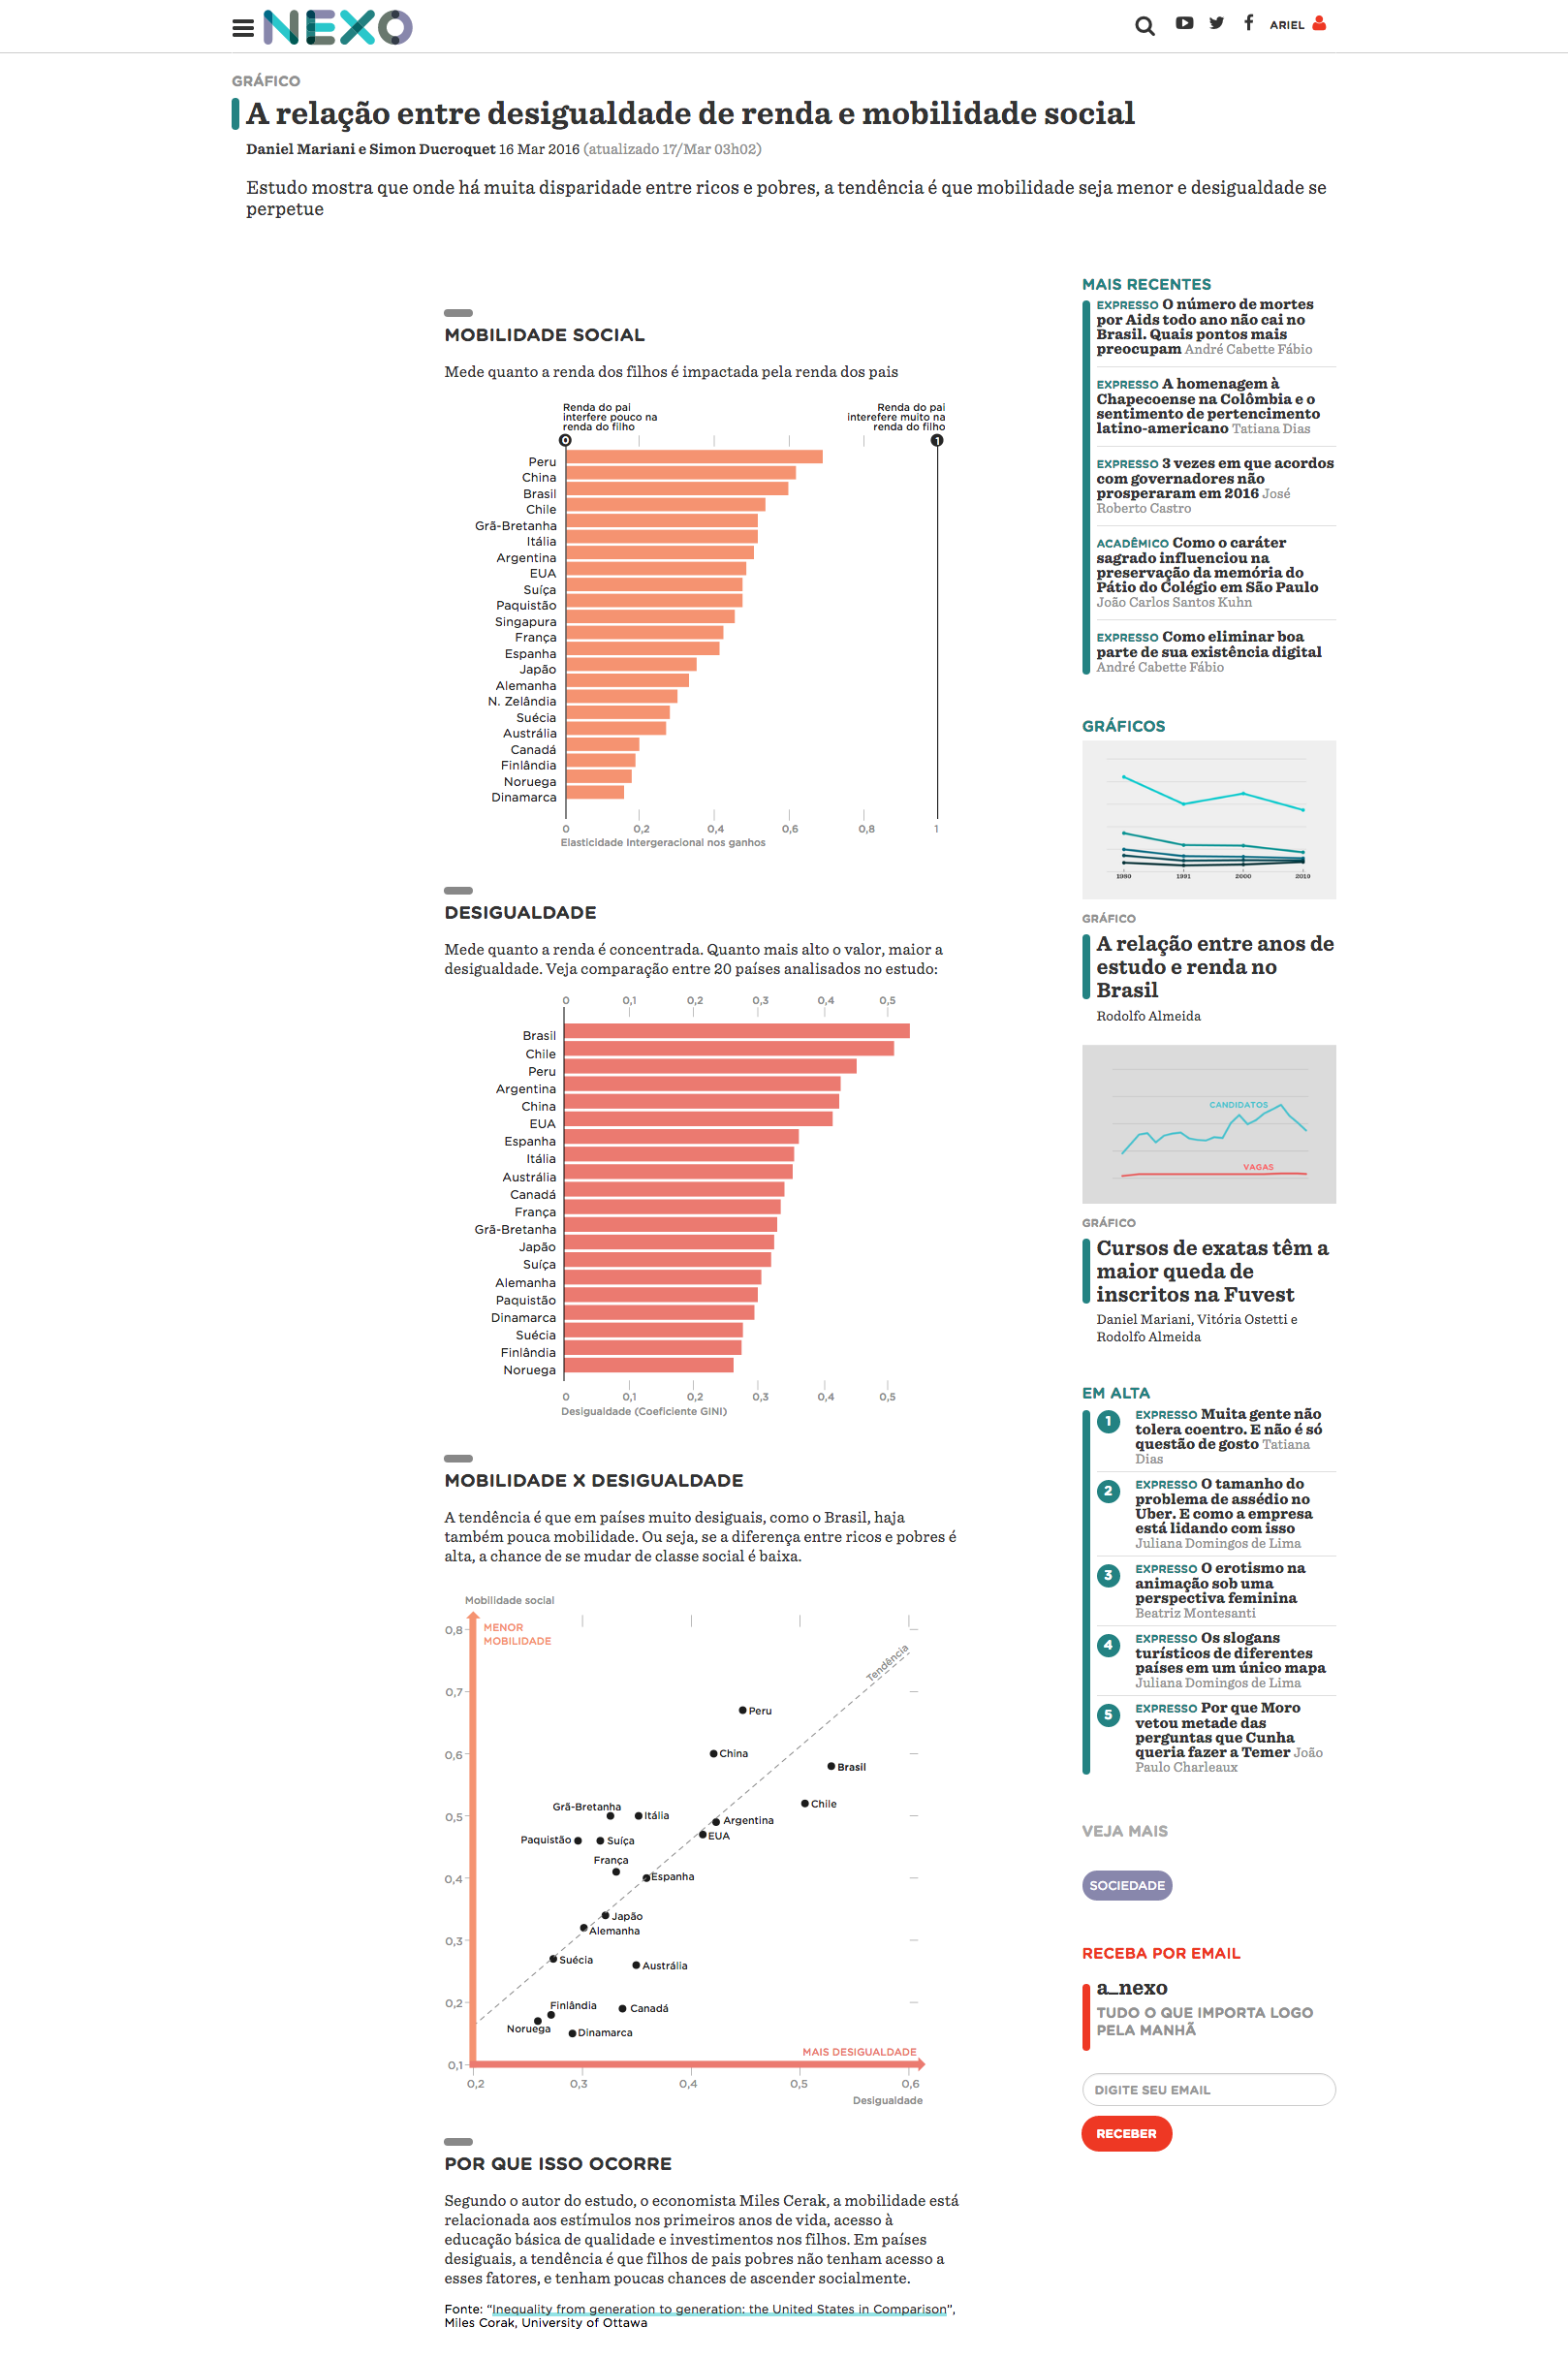 NEXO
ARIEL
GRÁFICO
A relação entre desigualdade de renda e mobilidade social
Daniel Mariani e Simon Ducroquet 16 Mar 2016 (atualizado 17/Mar 03h02)
Estudo mostra que onde há muita disparidade entre ricos e pobres, a tendência é que mobilidade seja menor e desigualdade se
perpetue
MOBILIDADE SOCIAL
Mede quanto a renda dos filhos é impactada pela renda dos pais
Renda do pai
interfere pouco na
renda do filho
Renda do pai
interefere muito na
renda do filho
0
1
Peru
China
Brasil
Chile
Grã-Bretanha
Itália
Argentina
EUA
Suíça
Paquistão
Singapura
França
Espanha
Japão
Alemanha
N. Zelândia
Suécia
Austrália
Canadá
Finlândia
Noruega
Dinamarca
0 0,2 0,4 0,6 0,8 1
Elasticidade Intergeracional nos ganhos
DESIGUALDADE
Mede quanto a renda é concentrada. Quanto mais alto o valor, maior a
desigualdade. Veja comparação entre 20 países analisados no estudo:
0 0,1 0,2 0,3 0,4 0,5
Brasil
Chile
Peru
Argentina
China
EUA
Espanha
Itália
Austrália
Canadá
França
Grã-Bretanha
Japão
Suíça
Alemanha
Paquistão
Dinamarca
Suécia
Finlândia
Noruega
0 0,1 0,2 0,3 0,4 0,5
Desigualdade (Coeficiente GINI)
MOBILIDADE X DESIGUALDADE
A tendência é que em países muito desiguais, como o Brasil, haja
também pouca mobilidade. Ou seja, se a diferença entre ricos e pobres é
alta, a chance de se mudar de classe social é baixa.
Mobilidade social
MENOR
MOBILIDADE
0,8
0,7
0,6
0,5
0,4
0,3
0,2
0,1
Tendência
Peru
China
Brasil
Chile
Grã-Bretanha
Itália
Argentina
EUA
Paquistão
Suíça
França
Espanha
Japão
Alemanha
Suécia
Austrália
Finlândia
Canadá
Noruega
Dinamarca
MAIS DESIGUALDADE
0,2 0,3 0,4 0,5 0,6
Desigualdade
POR QUE ISSO OCORRE
Segundo o autor do estudo, o economista Miles Cerak, a mobilidade está
relacionada aos estímulos nos primeiros anos de vida, acesso à
educação básica de qualidade e investimentos nos filhos. Em países
desiguais, a tendência é que filhos de pais pobres não tenham acesso a
esses fatores, e tenham poucas chances de ascender socialmente.
Fonte: “Inequality from generation to generation: the United States in Comparison”,
Miles Corak, University of Ottawa
MAIS RECENTES
EXPRESSO O número de mortes
por Aids todo ano não cai no
Brasil. Quais pontos mais
preocupam André Cabette Fábio
EXPRESSO A homenagem à
Chapecoense na Colômbia e o
sentimento de pertencimento
latino-americano Tatiana Dias
EXPRESSO 3 vezes em que acordos
com governadores não
prosperaram em 2016 José
Roberto Castro
ACADÊMICO Como o caráter
sagrado influenciou na
preservação da memória do
Pátio do Colégio em São Paulo
João Carlos Santos Kuhn
EXPRESSO Como eliminar boa
parte de sua existência digital
André Cabette Fábio
GRÁFICOS
1980 1991 2000 2010
GRÁFICO
A relação entre anos de
estudo e renda no
Brasil
Rodolfo Almeida
CANDIDATOS
VAGAS
GRÁFICO
Cursos de exatas têm a
maior queda de
inscritos na Fuvest
Daniel Mariani, Vitória Ostetti e
Rodolfo Almeida
EM ALTA
1 EXPRESSO Muita gente não
tolera coentro. E não é só
questão de gosto Tatiana
Dias
2 EXPRESSO O tamanho do
problema de assédio no
Uber. E como a empresa
está lidando com isso
Juliana Domingos de Lima
3 EXPRESSO O erotismo na
animação sob uma
perspectiva feminina
Beatriz Montesanti
4 EXPRESSO Os slogans
turísticos de diferentes
países em um único mapa
Juliana Domingos de Lima
5 EXPRESSO Por que Moro
vetou metade das
perguntas que Cunha
queria fazer a Temer João
Paulo Charleaux
VEJA MAIS
SOCIEDADE
RECEBA POR EMAIL
a_nexo
TUDO O QUE IMPORTA LOGO
PELA MANHÃ
DIGITE SEU EMAIL
RECEBER